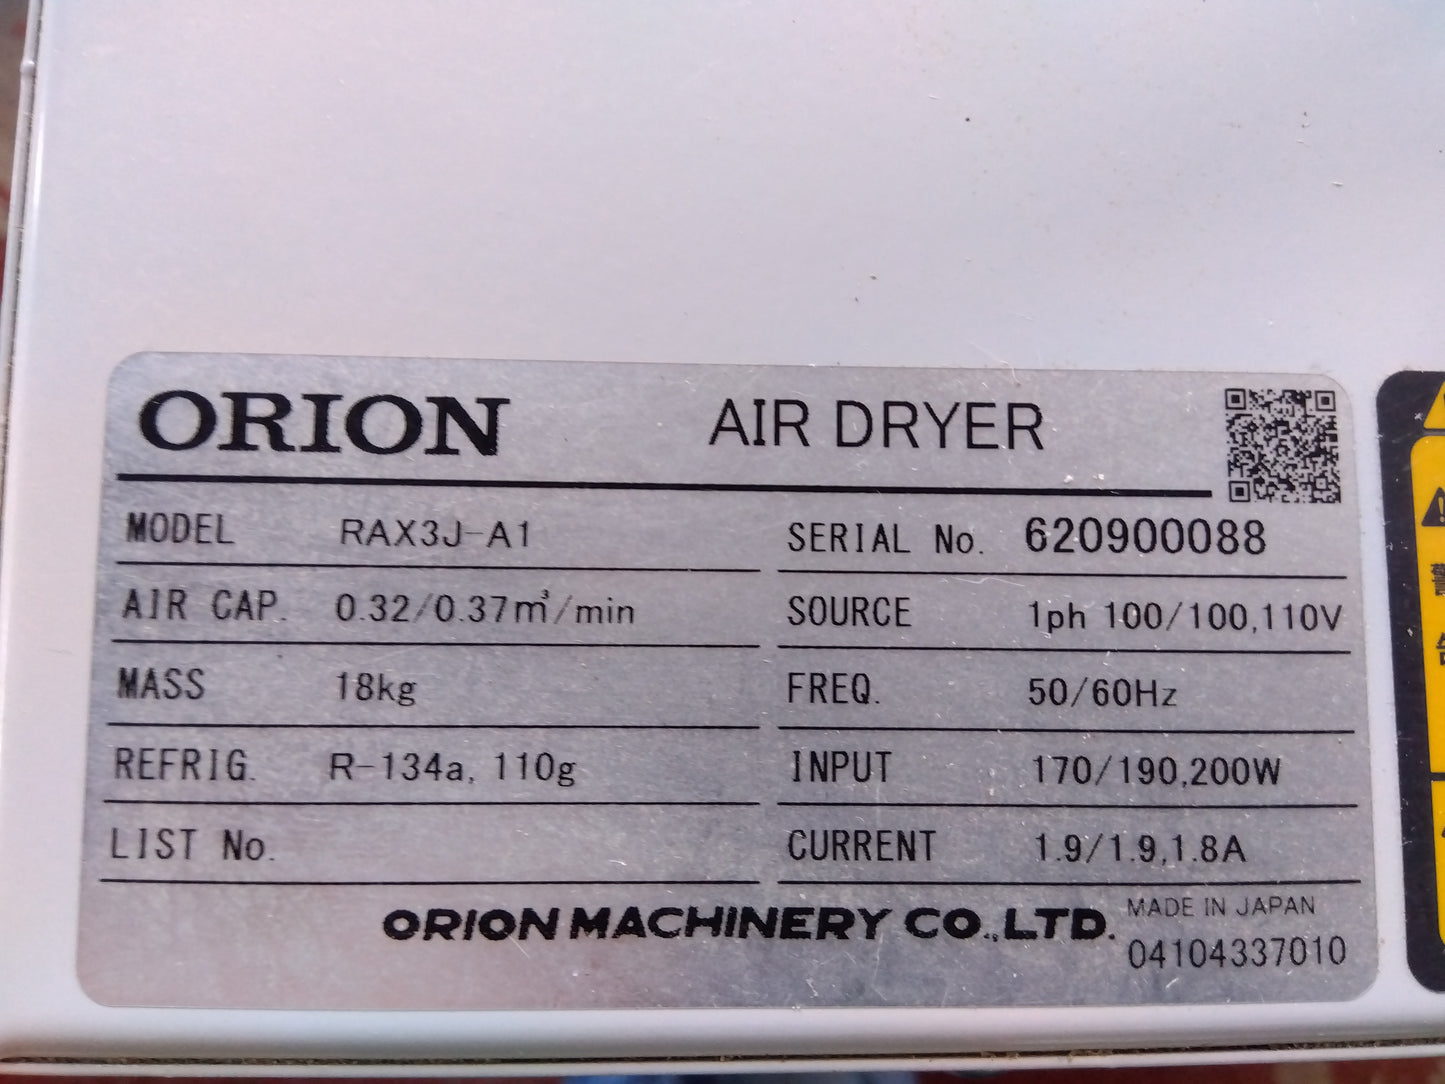 ORION AIR DRYER
MODEL RAX3J-A1 SERIAL No. 620900088
AIR CAP. 0.32/0.37m³/min SOURCE 1ph 100/100,110V
MASS 18kg FREQ. 50/60Hz
REFRIG. R-134a, 110g INPUT 170/190,200W
LIST No. CURRENT 1.9/1.9,1.8A
ORION MACHINERY CO.,LTD. MADE IN JAPAN
04104337010
警
告